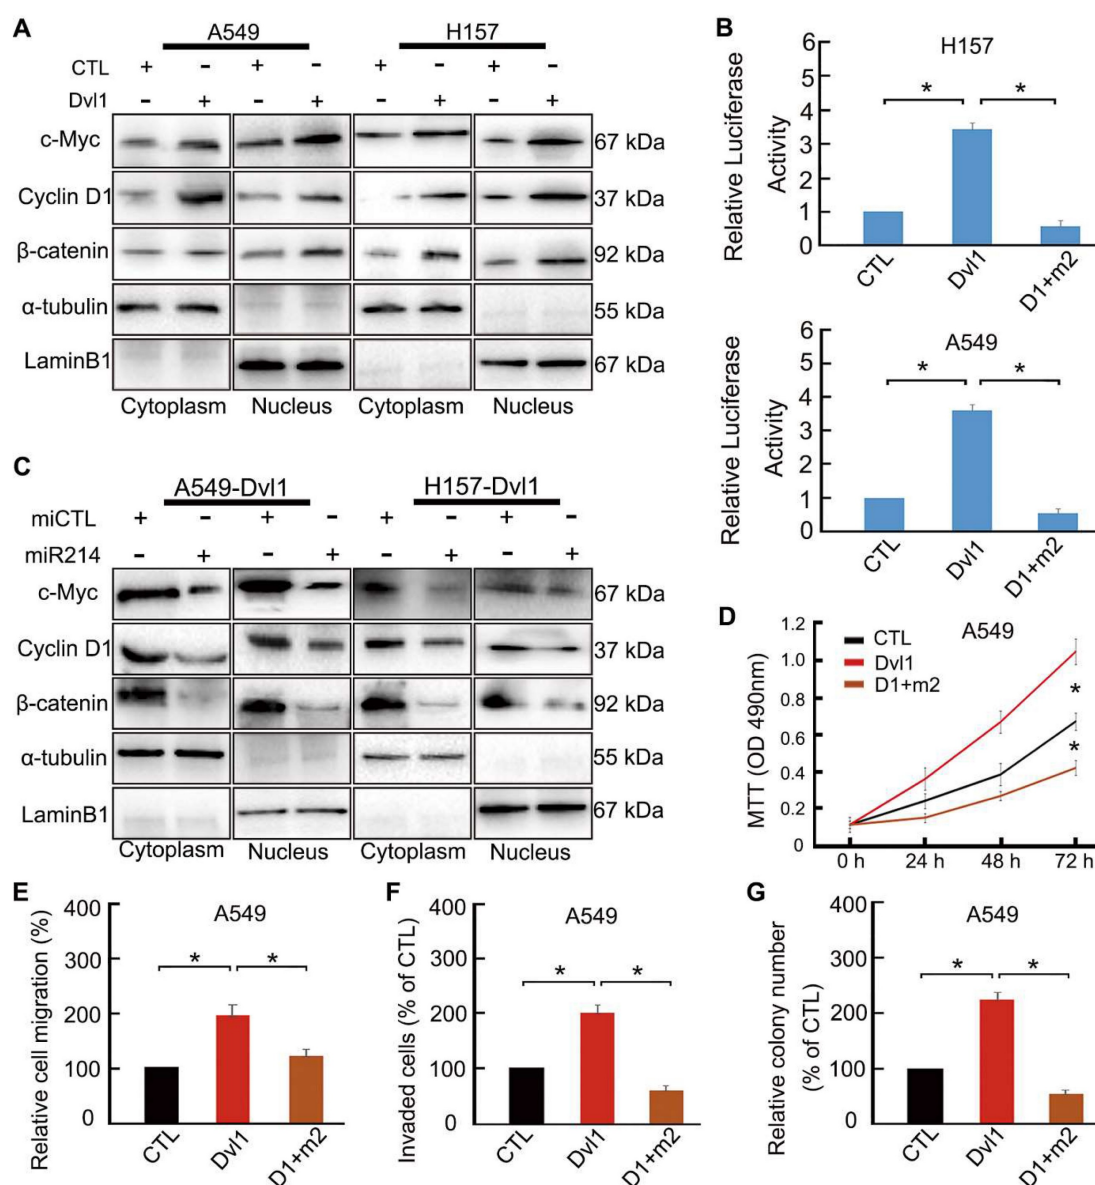 A
A549
H157
CTL + - + - + - + -
Dvl1 - + - + - + - +
c-Myc 67 kDa
Cyclin D1 37 kDa
β-catenin 92 kDa
α-tubulin 55 kDa
LaminB1 67 kDa
Cytoplasm Nucleus Cytoplasm Nucleus
B
H157
Relative Luciferase
Activity
6
5
4
3
2
1
0
CTL Dvl1 D1+m2
* *
A549
Relative Luciferase
Activity
6
5
4
3
2
1
0
CTL Dvl1 D1+m2
* *
C
A549-Dvl1
H157-Dvl1
miCTL + - + - + - + -
miR214 - + - + - + - +
c-Myc 67 kDa
Cyclin D1 37 kDa
β-catenin 92 kDa
α-tubulin 55 kDa
LaminB1 67 kDa
Cytoplasm Nucleus Cytoplasm Nucleus
D
A549
MTT (OD 490nm)
1.2
1.0
0.8
0.6
0.4
0.2
0
CTL
Dvl1
D1+m2
*
*
0 h 24 h 48 h 72 h
E
A549
Relative cell migration (%)
400
300
200
100
0
* *
CTL Dvl1 D1+m2
F
A549
Invaded cells (% of CTL)
400
300
200
100
0
* *
CTL Dvl1 D1+m2
G
A549
Relative colony number
(% of CTL)
400
300
200
100
0
* *
CTL Dvl1 D1+m2